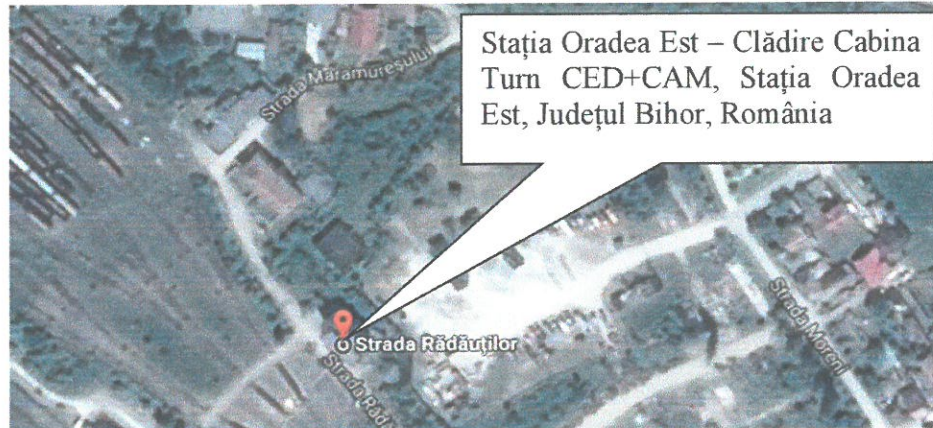 Stația Oradea Est – Clădire Cabina
Turn CED+CAM, Stația Oradea
Est, Județul Bihor, România
Strada Maramureșului
Strada Rădăuților
Strada Moreni
Strada